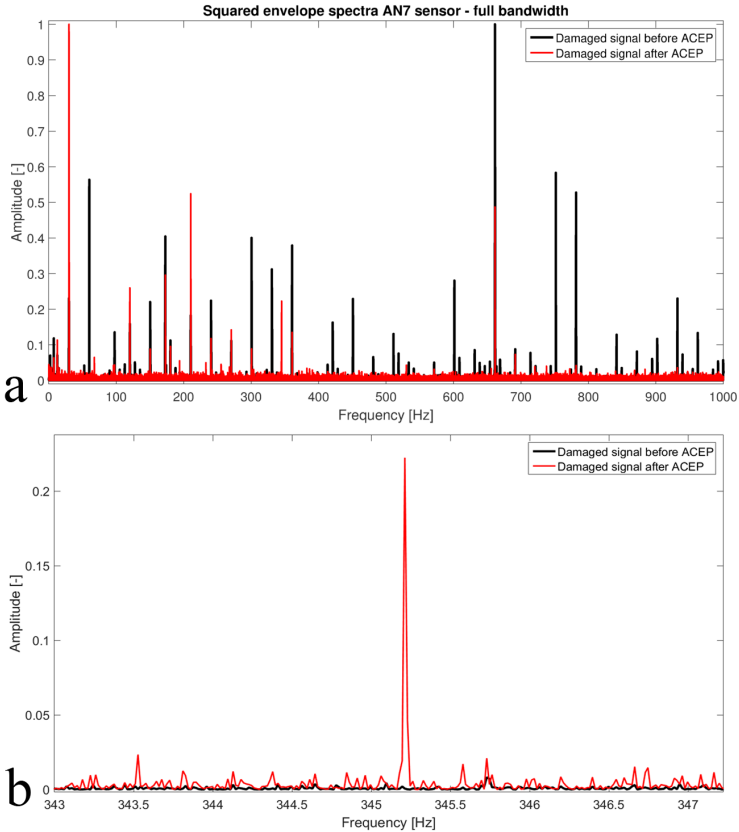 Squared envelope spectra AN7 sensor - full bandwidth
Damaged signal before ACEP
Damaged signal after ACEP
1
0.9
0.8
0.7
0.6
0.5
0.4
0.3
0.2
0.1
0
Amplitude [-]
0 100 200 300 400 500 600 700 800 900 1000
Frequency [Hz]
a
Damaged signal before ACEP
Damaged signal after ACEP
0.2
0.15
0.1
0.05
0
Amplitude [-]
343 343.5 344 344.5 345 345.5 346 346.5 347
Frequency [Hz]
b